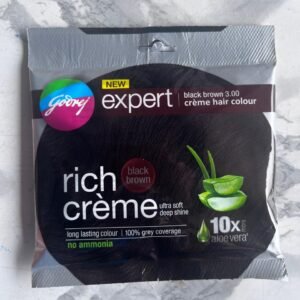 Godrej
NEW
expert
black brown 3.00
crème hair colour
black
brown
rich
crème
ultra soft
deep shine
long lasting colour | 100% grey coverage
no ammonia
10x
aloe vera